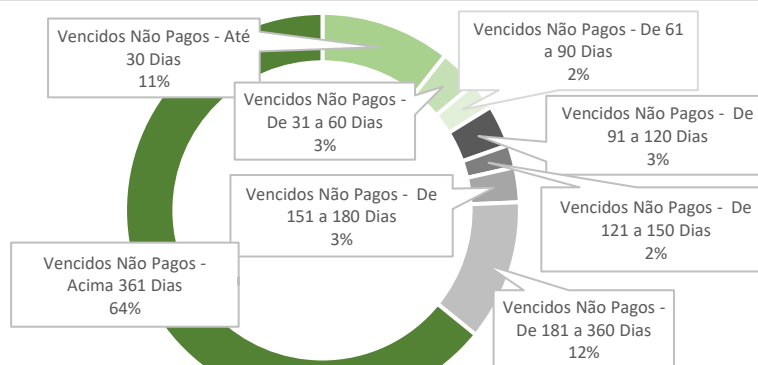 Vencidos Não Pagos - Até
30 Dias
11%
Vencidos Não Pagos - De 61
a 90 Dias
2%
Vencidos Não Pagos -
De 31 a 60 Dias
3%
Vencidos Não Pagos - De
91 a 120 Dias
3%
Vencidos Não Pagos - De
151 a 180 Dias
3%
Vencidos Não Pagos - De
121 a 150 Dias
2%
Vencidos Não Pagos -
Acima 361 Dias
64%
Vencidos Não Pagos -
De 181 a 360 Dias
12%